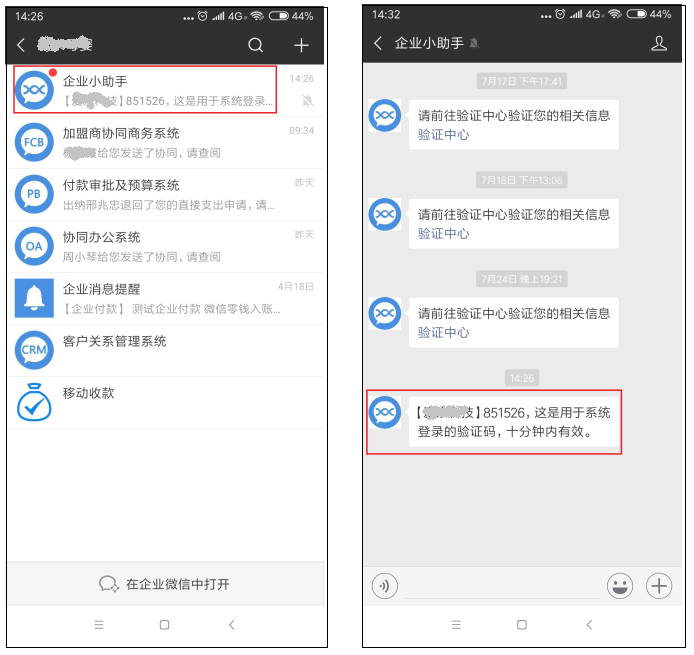 14:26
4G
44%
企业小助手
14:26
】851526，这是用于系统登录...
FCB
加盟商协同商务系统
09:34
给您发送了协同，请查阅
PB
付款审批及预算系统
昨天
出纳邢兆忠退回了您的直接支出申请，请...
OA
协同办公系统
昨天
周小琴给您发送了协同，请查阅
企业消息提醒
4月18日
【企业付款】 测试企业付款 微信零钱入账...
CRM
客户关系管理系统
移动收款
在企业微信中打开
14:32
4G
44%
企业小助手
7月17日 下午17:41
请前往验证中心验证您的相关信息
验证中心
7月18日 下午13:06
请前往验证中心验证您的相关信息
验证中心
7月24日 晚上19:21
请前往验证中心验证您的相关信息
验证中心
14:26
【技】851526，这是用于系统
登录的验证码，十分钟内有效。